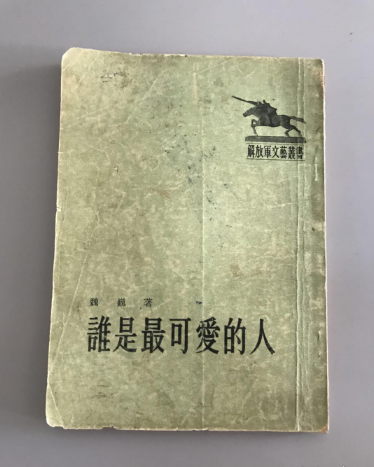 解放軍文藝叢書
魏 巍 著
誰是最可愛的人